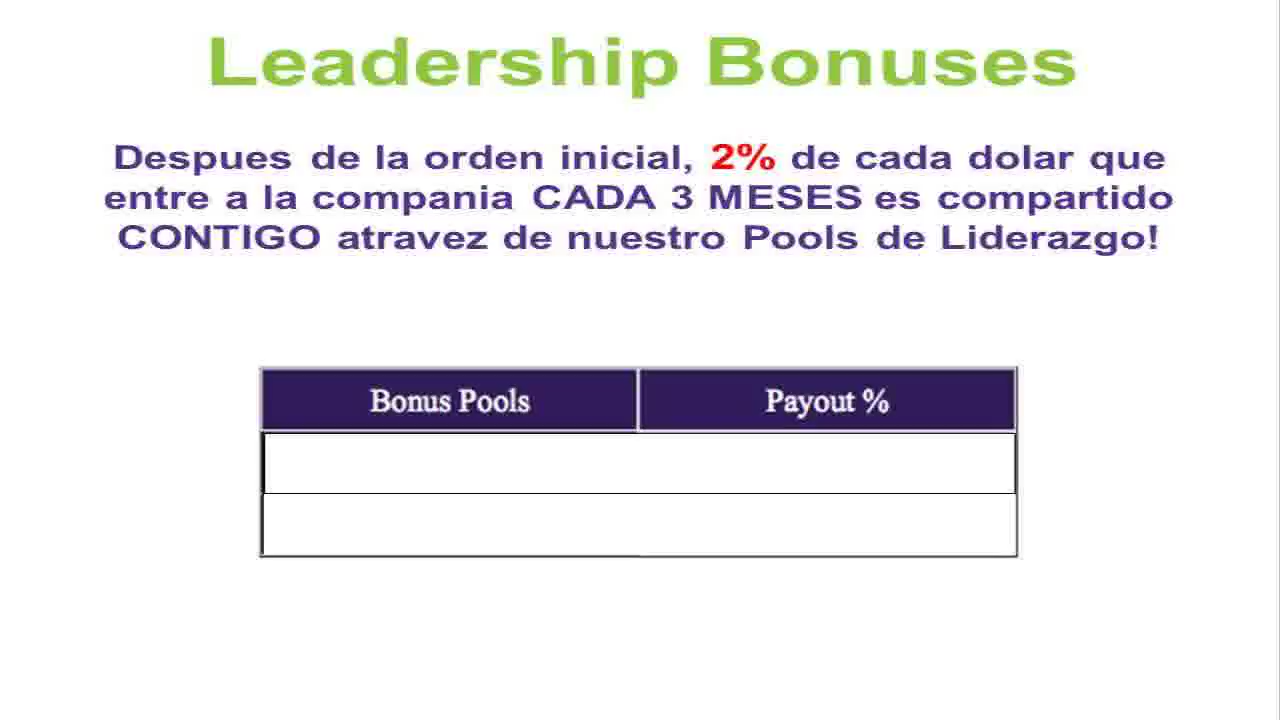 Leadership Bonuses
Despues de la orden inicial, 2% de cada dolar que
entre a la compania CADA 3 MESES es compartido
CONTIGO atravez de nuestro Pools de Liderazgo!
Bonus Pools Payout %